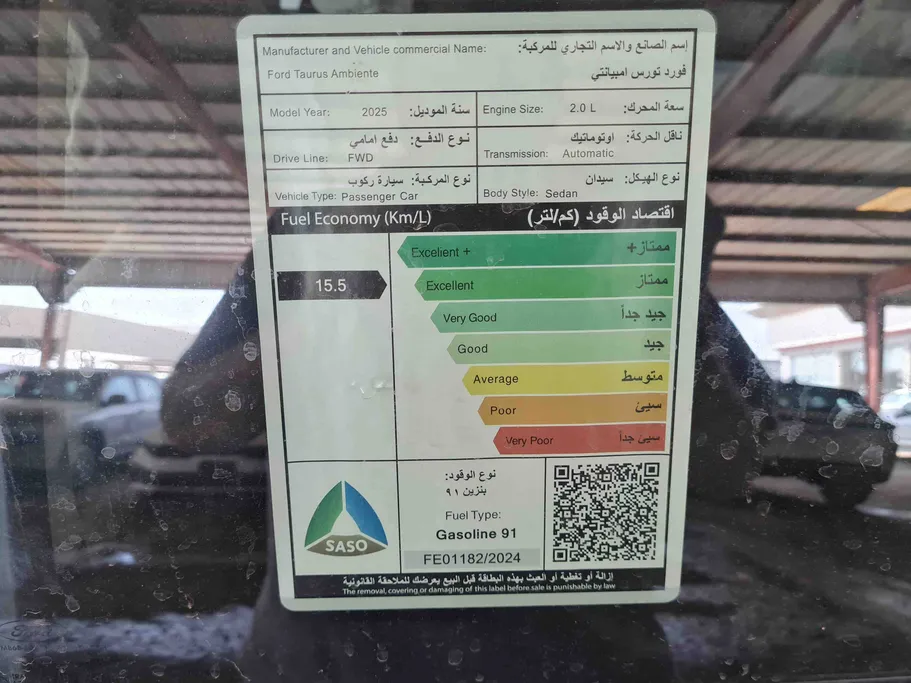 Manufacturer and Vehicle commercial Name: إسم الصانع والاسم التجاري للمركبة:
Ford Taurus Ambiente فورد تورس امبيانتي
Model Year: 2025 سنة الموديل:
Engine Size: 2.0 L سعة المحرك:
نوع الدفع: دفع امامي
Drive Line: FWD
ناقل الحركة: اوتوماتيك
Transmission: Automatic
نوع المركبة: سيارة ركوب
Vehicle Type: Passenger Car
نوع الهيكل: سيدان
Body Style: Sedan
Fuel Economy (Km/L) اقتصاد الوقود (كم/لتر)
Excellent + ممتاز+
15.5
Excellent ممتاز
Very Good جيد جداً
Good جيد
Average متوسط
Poor سيئ
Very Poor سيئ جداً
SASO
نوع الوقود:
بنزين ٩١
Fuel Type:
Gasoline 91
FE01182/2024
إزالة أو تغطية أو العبث بهذه البطاقة قبل البيع يعرضك للملاحقة القانونية
The removal, covering or damaging of this label before sale is punishable by law